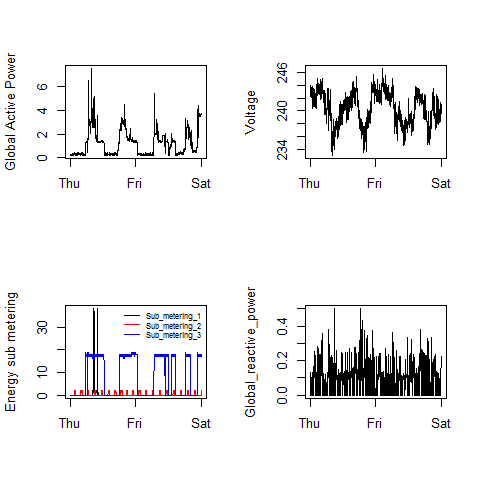 Global Active Power
0 2 4 6
Thu Fri Sat
Voltage
234 240 246
Thu Fri Sat
Energy sub metering
0 10 30
Sub_metering_1
Sub_metering_2
Sub_metering_3
Thu Fri Sat
Global_reactive_power
0.0 0.2 0.4
Thu Fri Sat